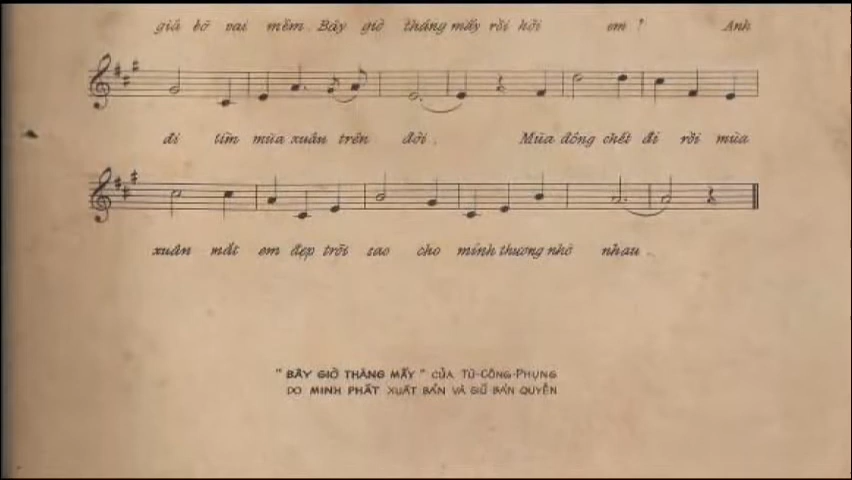 giá bờ vai mềm. Bây giờ tháng mấy rồi hỡi em ? Anh
đi tìm mùa xuân trên đời. Mùa đông chết đi rồi mùa
xuân mắt em đẹp trời sao cho mình thương nhớ nhau.
" BÂY GIỜ THÁNG MẤY " CỦA TỪ-CÔNG-PHỤNG
DO MINH PHÁT XUẤT BẢN VÀ GIỮ BẢN QUYỀN